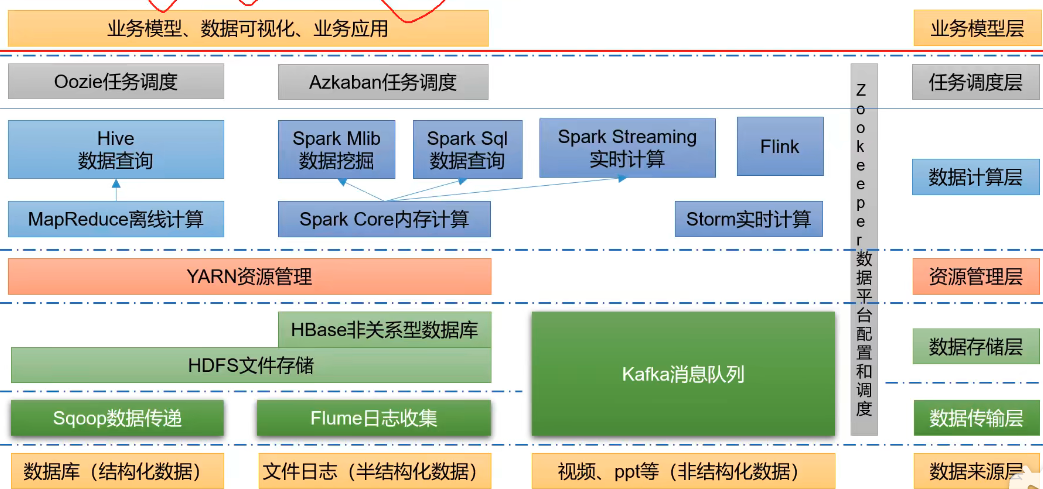 业务模型、数据可视化、业务应用
业务模型层
Oozie任务调度
Azkaban任务调度
任务调度层
Hive
数据查询
Spark Mlib
数据挖掘
Spark Sql
数据查询
Spark Streaming
实时计算
Flink
数据计算层
MapReduce离线计算
Spark Core内存计算
Storm实时计算
Zookeeper数据平台配置和调度
YARN资源管理
资源管理层
HBase非关系型数据库
HDFS文件存储
Kafka消息队列
数据存储层
Sqoop数据传递
Flume日志收集
数据传输层
数据库（结构化数据）
文件日志（半结构化数据）
视频、ppt等（非结构化数据）
数据来源层